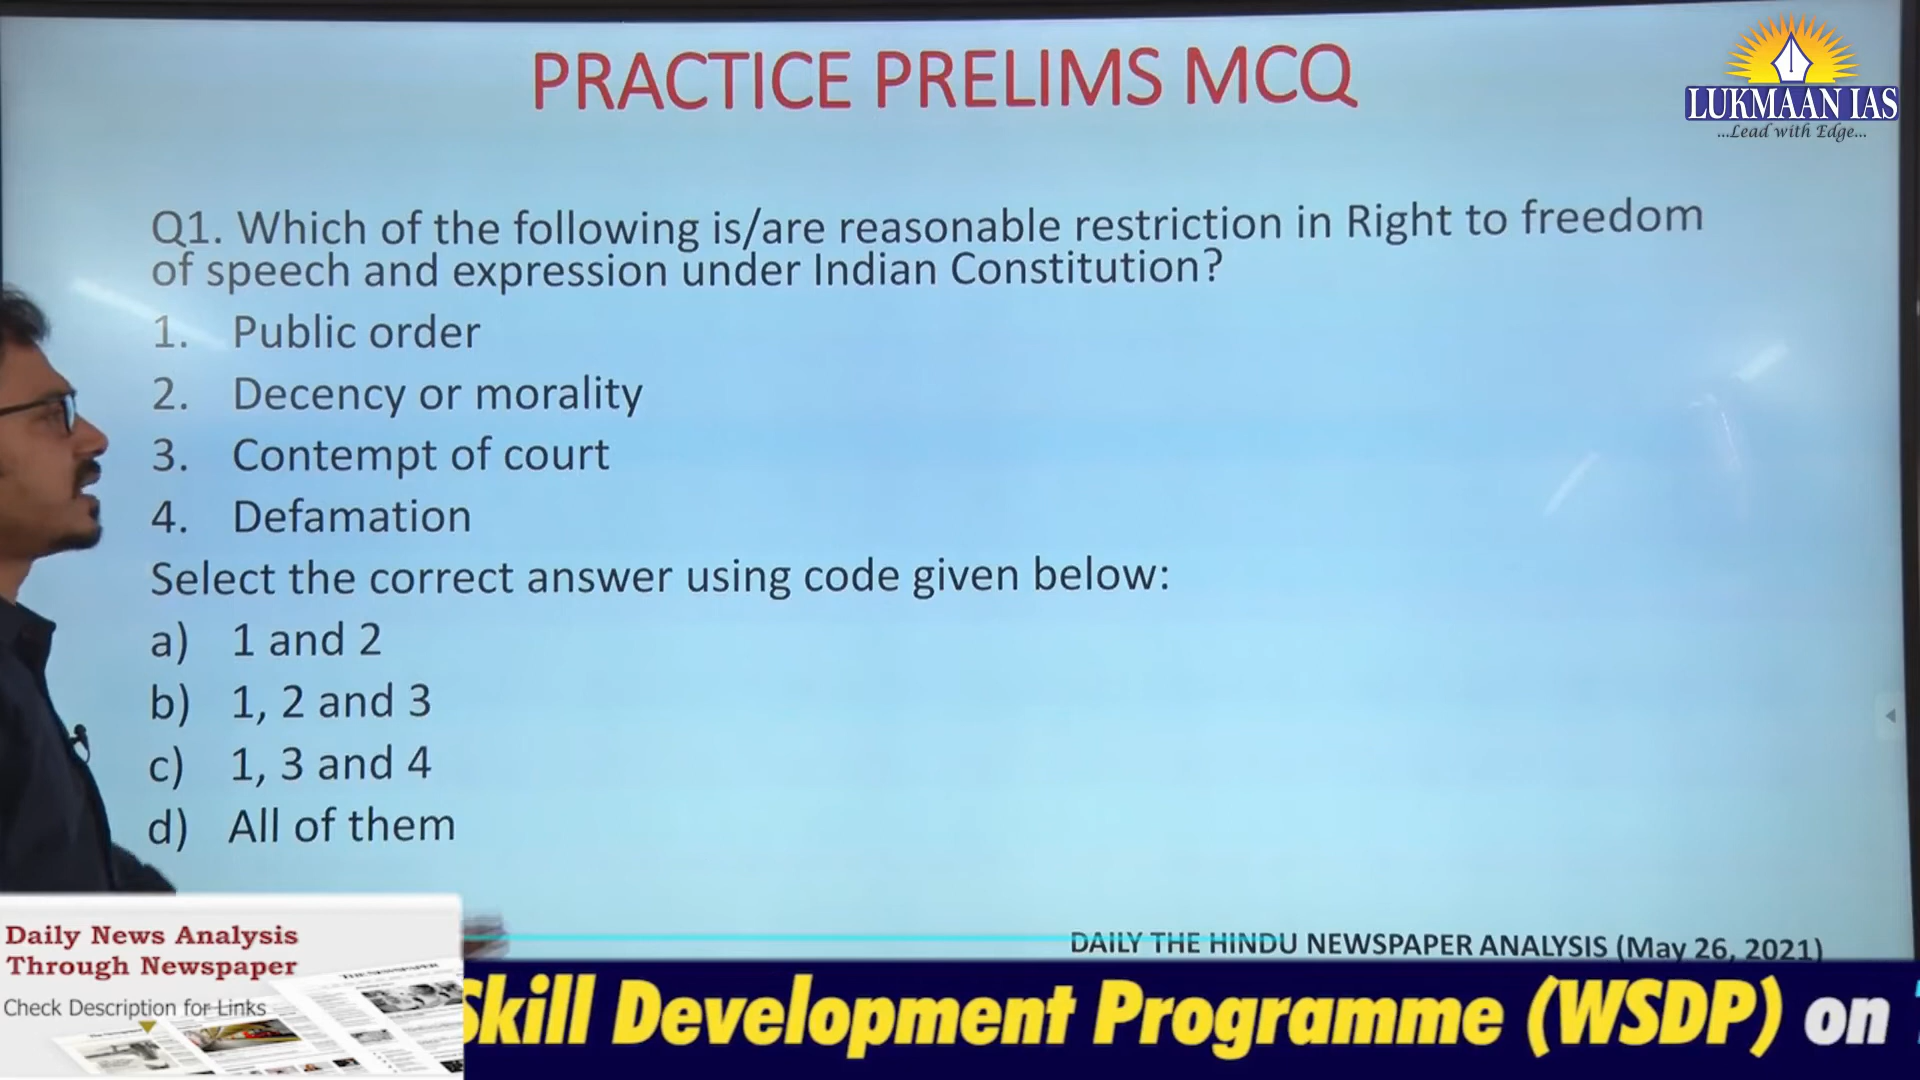 PRACTICE PRELIMS MCQ
LUKMAAN IAS
...Lead with Edge...
Q1. Which of the following is/are reasonable restriction in Right to freedom
of speech and expression under Indian Constitution?
1. Public order
2. Decency or morality
3. Contempt of court
4. Defamation
Select the correct answer using code given below:
a) 1 and 2
b) 1, 2 and 3
c) 1, 3 and 4
d) All of them
DAILY THE HINDU NEWSPAPER ANALYSIS (May 26, 2021)
Daily News Analysis
Through Newspaper
Check Description for Links
Skill Development Programme (WSDP) on